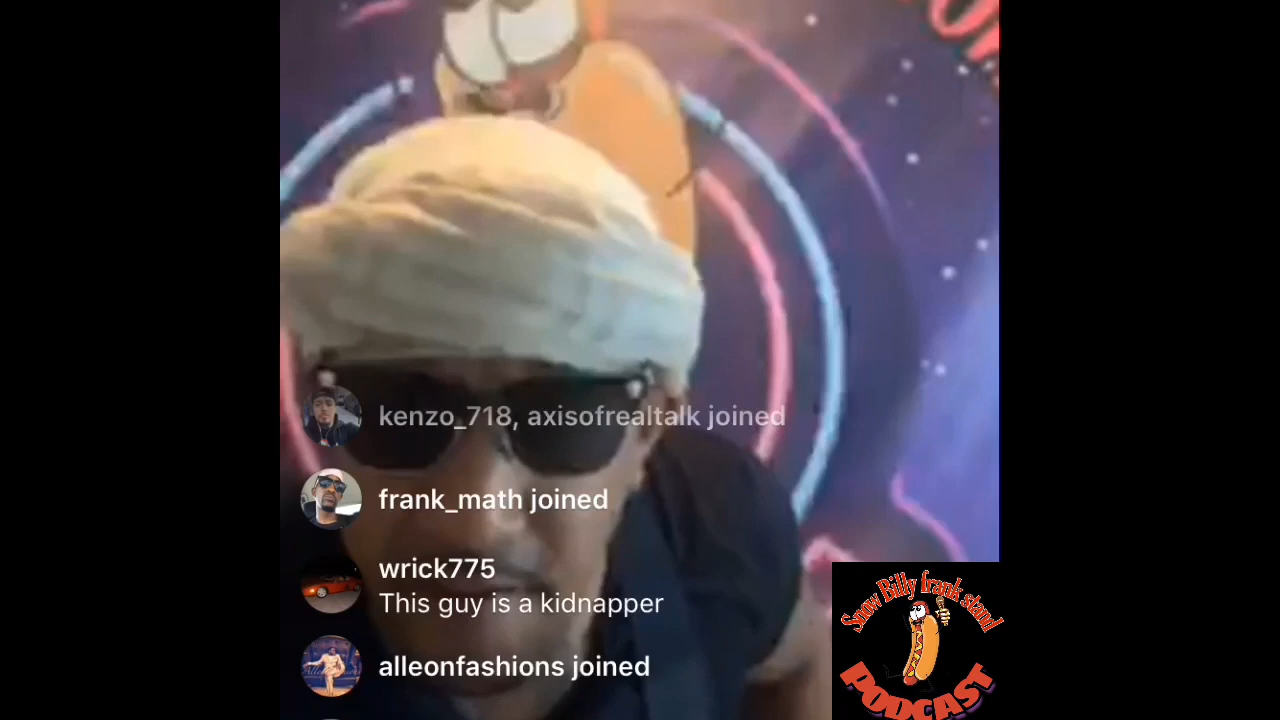 kenzo_718, axisofrealtalk joined
frank_math joined
wrick775
This guy is a kidnapper
alleonfashions joined
Snow Billy frank stand
PODCAST